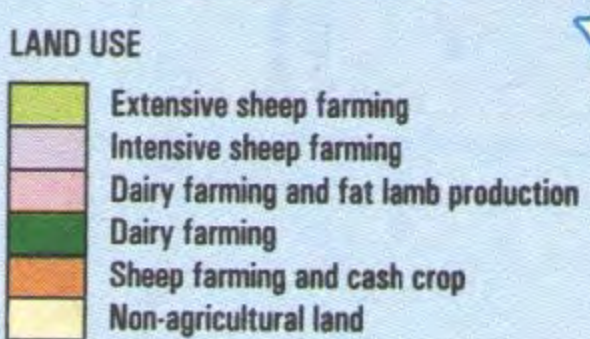 LAND USE
Extensive sheep farming
Intensive sheep farming
Dairy farming and fat lamb production
Dairy farming
Sheep farming and cash crop
Non-agricultural land